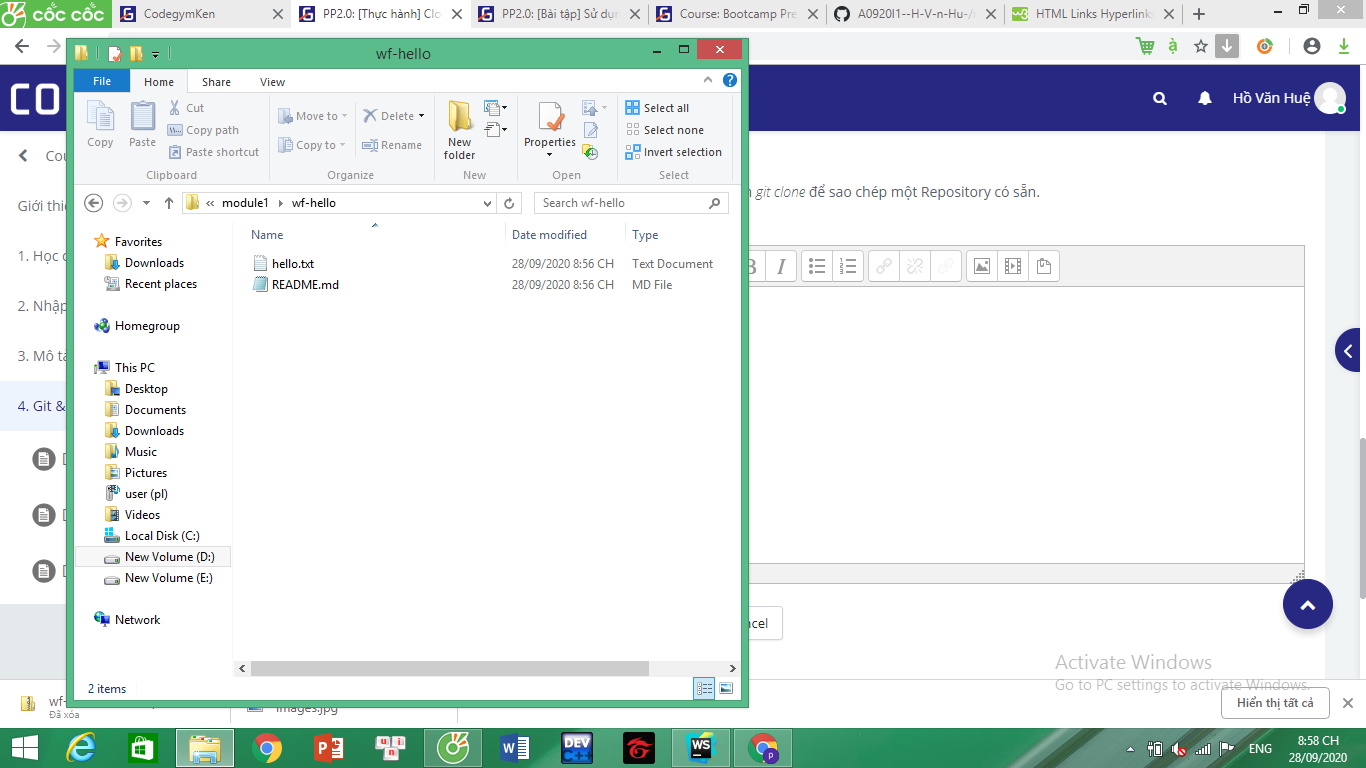 cốc cốc
CodegymKen
PP2.0: [Thực hành] Clo
PP2.0: [Bài tập] Sử dụn
Course: Bootcamp Pre
A0920I1--H-V-n-Hu-/
HTML Links Hyperlinks
wf-hello
File
Home
Share
View
Copy
Paste
Cut
Copy path
Paste shortcut
Clipboard
Move to
Copy to
Delete
Rename
Organize
New folder
New
Properties
Open
Select all
Select none
Invert selection
Select
Hồ Văn Huệ
module1
wf-hello
Search wf-hello
git clone để sao chép một Repository có sẵn.
Name
Date modified
Type
hello.txt
28/09/2020 8:56 CH
Text Document
README.md
28/09/2020 8:56 CH
MD File
Favorites
Downloads
Recent places
Homegroup
This PC
Desktop
Documents
Downloads
Music
Pictures
user (pl)
Videos
Local Disk (C:)
New Volume (D:)
New Volume (E:)
Network
2 items
CO
Cou
Giới thiệ
1. Học
2. Nhập
3. Mô tả
4. Git &
B
I
ncel
Activate Windows
Go to PC settings to activate Windows.
wf-
Đã xóa
images.jpg
Hiển thị tất cả
DEV
C++
WS
ENG
8:58 CH
28/09/2020